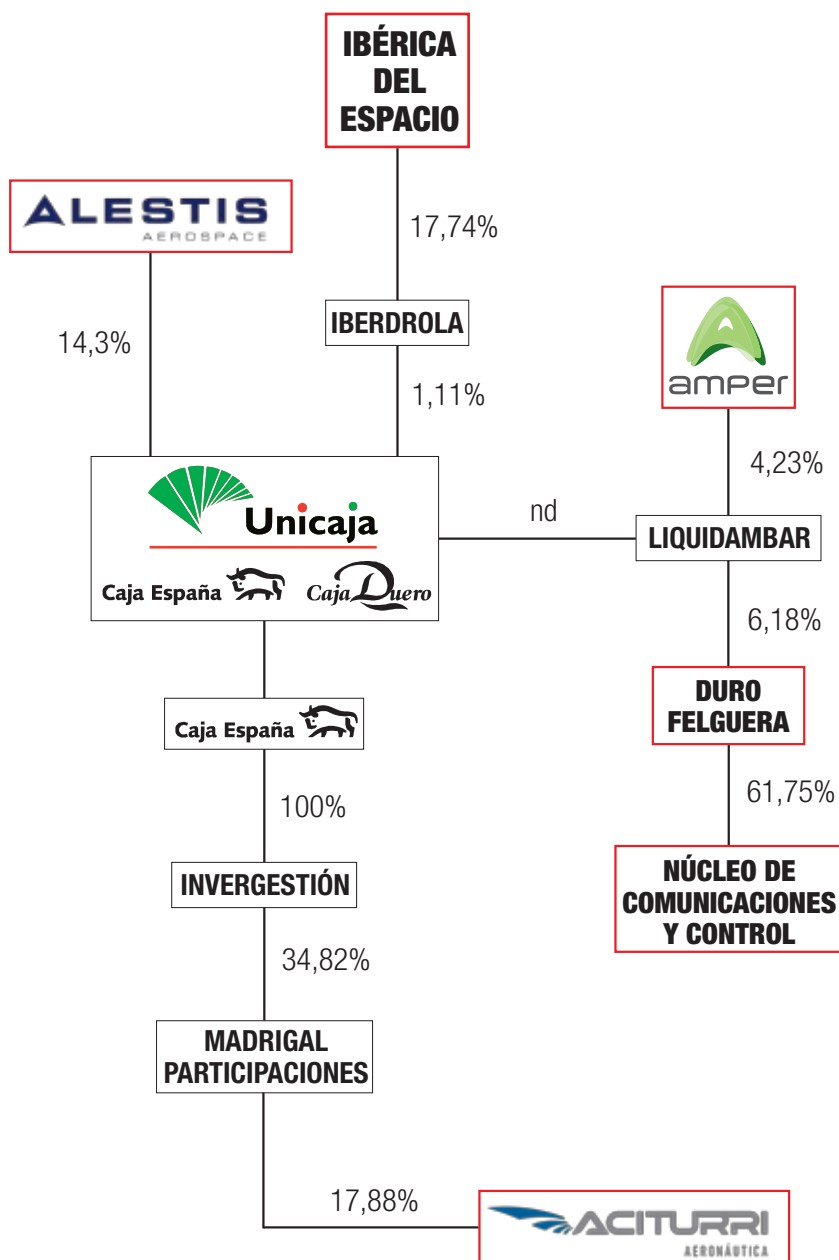 IBÉRICA
DEL
ESPACIO
ALESTIS
AEROSPACE
17,74%
14,3%
IBERDROLA
1,11%
amper
4,23%
Unicaja
Caja España
Caja Duero
nd
LIQUIDAMBAR
6,18%
DURO
FELGUERA
61,75%
NÚCLEO DE
COMUNICACIONES
Y CONTROL
Caja España
100%
INVERGESTIÓN
34,82%
MADRIGAL
PARTICIPACIONES
17,88%
ACITURRI
AERONÁUTICA